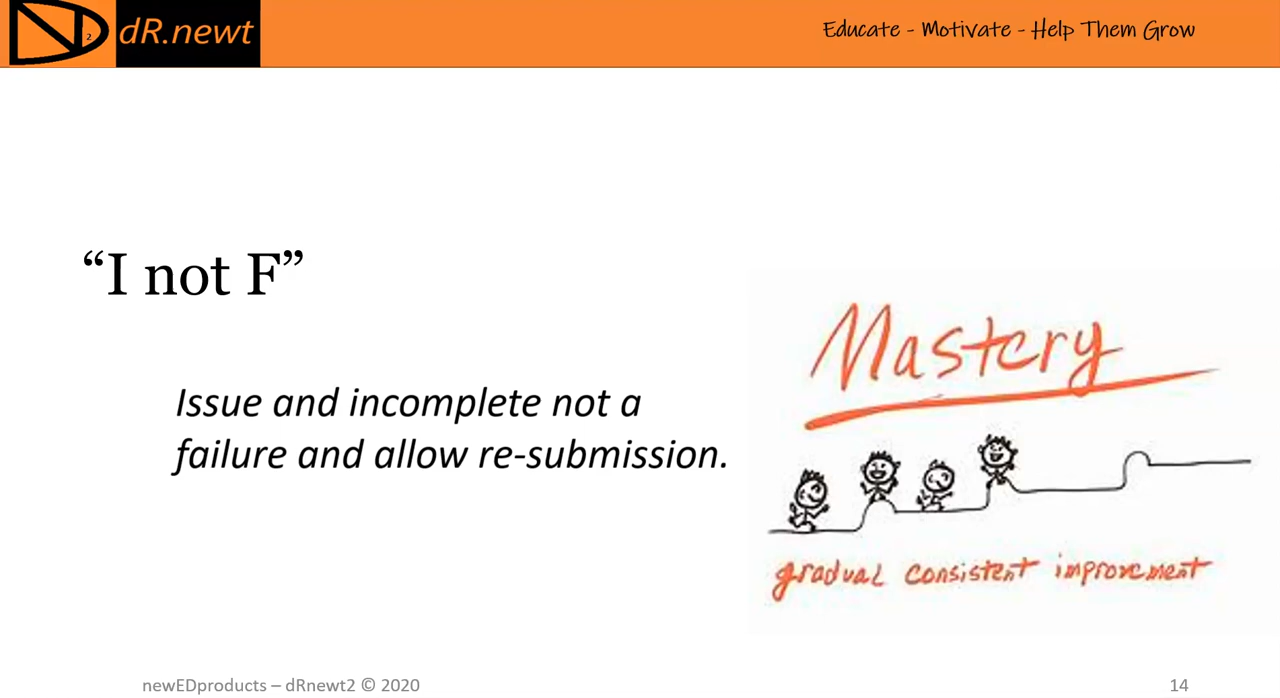 2 dR.newt
Educate - Motivate - Help Them Grow
“I not F”
Issue and incomplete not a
failure and allow re-submission.
Mastery
gradual consistent improvement
newEDproducts – dRnewt2 © 2020
14